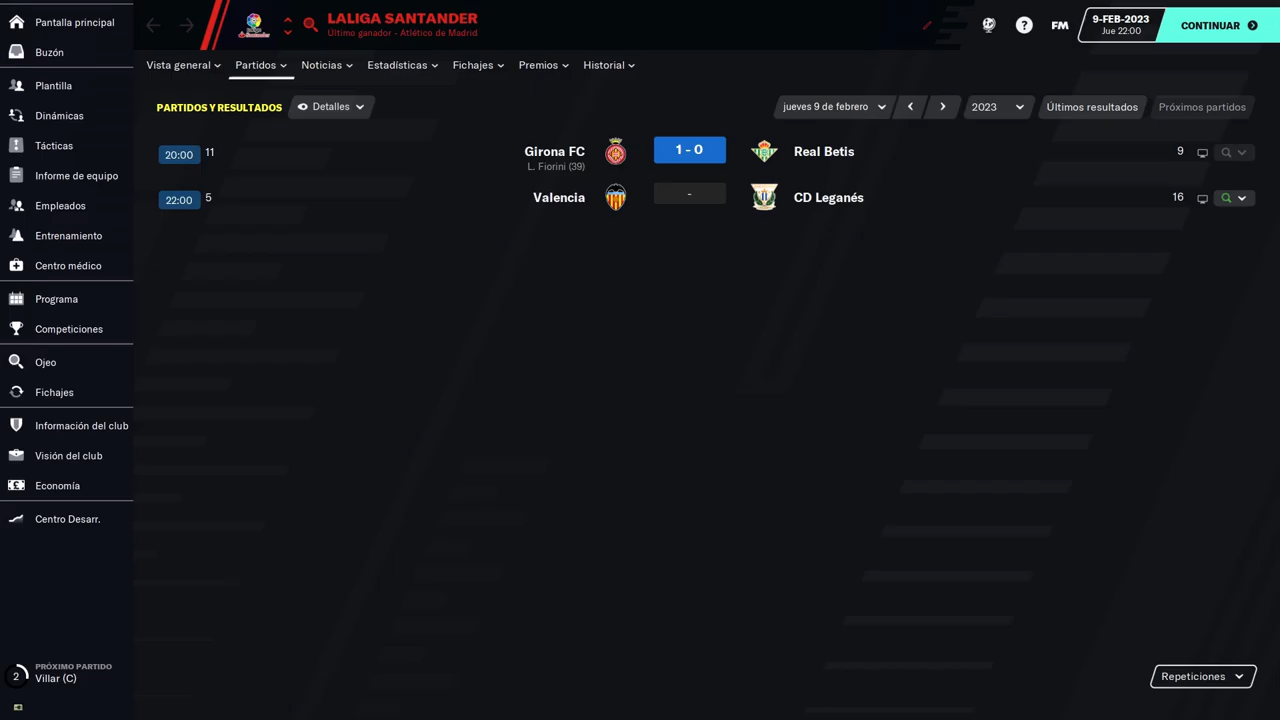 Pantalla principal
Buzón
Plantilla
Dinámicas
Tácticas
Informe de equipo
Empleados
Entrenamiento
Centro médico
Programa
Competiciones
Ojeo
Fichajes
Información del club
Visión del club
Economía
Centro Desarr.
2
PRÓXIMO PARTIDO
Villar (C)
LALIGA SANTANDER
Último ganador - Atlético de Madrid
?
FM
9-FEB-2023
Jue 22:00
CONTINUAR
Vista general
Partidos
Noticias
Estadísticas
Fichajes
Premios
Historial
PARTIDOS Y RESULTADOS
Detalles
jueves 9 de febrero
2023
Últimos resultados
Próximos partidos
20:00 11 Girona FC 1 - 0 Real Betis 9
L. Fiorini (39)
22:00 5 Valencia - CD Leganés 16
Repeticiones